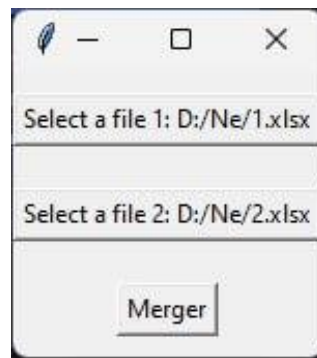 Select a file 1: D:/Ne/1.xlsx
Select a file 2: D:/Ne/2.xlsx
Merger